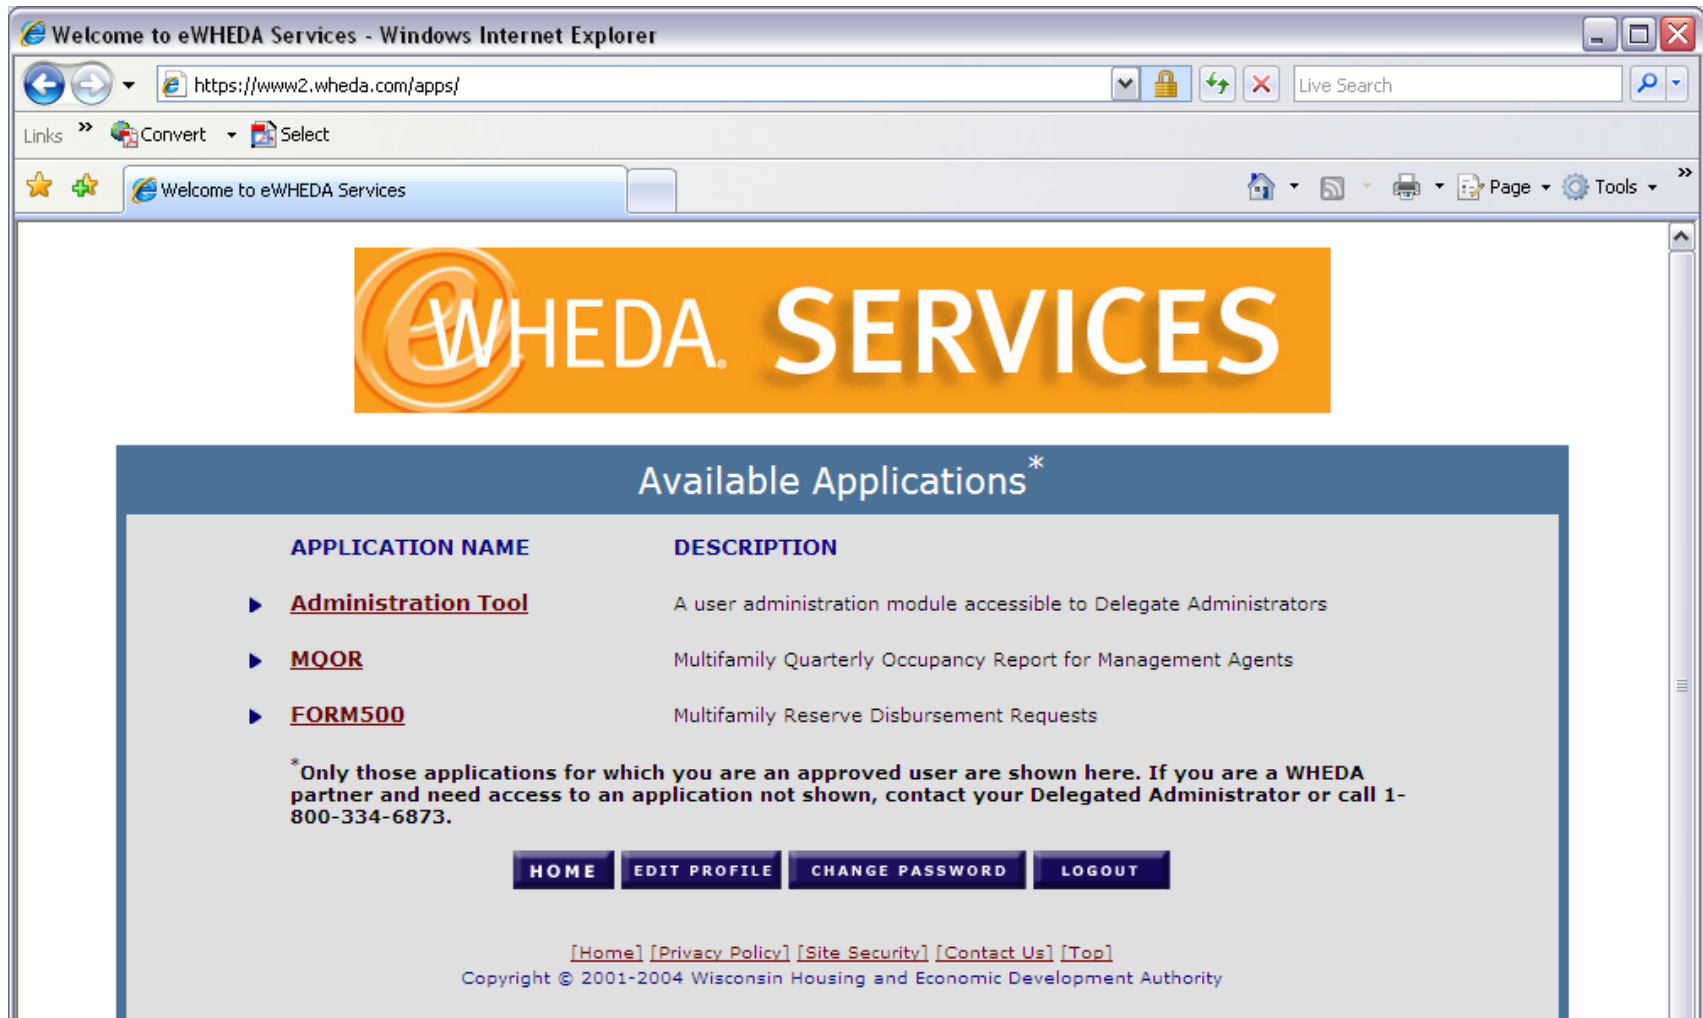 Welcome to eWHEDA Services - Windows Internet Explorer
https://www2.wheda.com/apps/
Live Search
Links » Convert Select
Welcome to eWHEDA Services
Page Tools »
eWHEDA® SERVICES
Available Applications*
APPLICATION NAME DESCRIPTION
Administration Tool A user administration module accessible to Delegate Administrators
MQOR Multifamily Quarterly Occupancy Report for Management Agents
FORM500 Multifamily Reserve Disbursement Requests
*Only those applications for which you are an approved user are shown here. If you are a WHEDA
partner and need access to an application not shown, contact your Delegated Administrator or call 1-
800-334-6873.
HOME EDIT PROFILE CHANGE PASSWORD LOGOUT
[Home] [Privacy Policy] [Site Security] [Contact Us] [Top]
Copyright © 2001-2004 Wisconsin Housing and Economic Development Authority